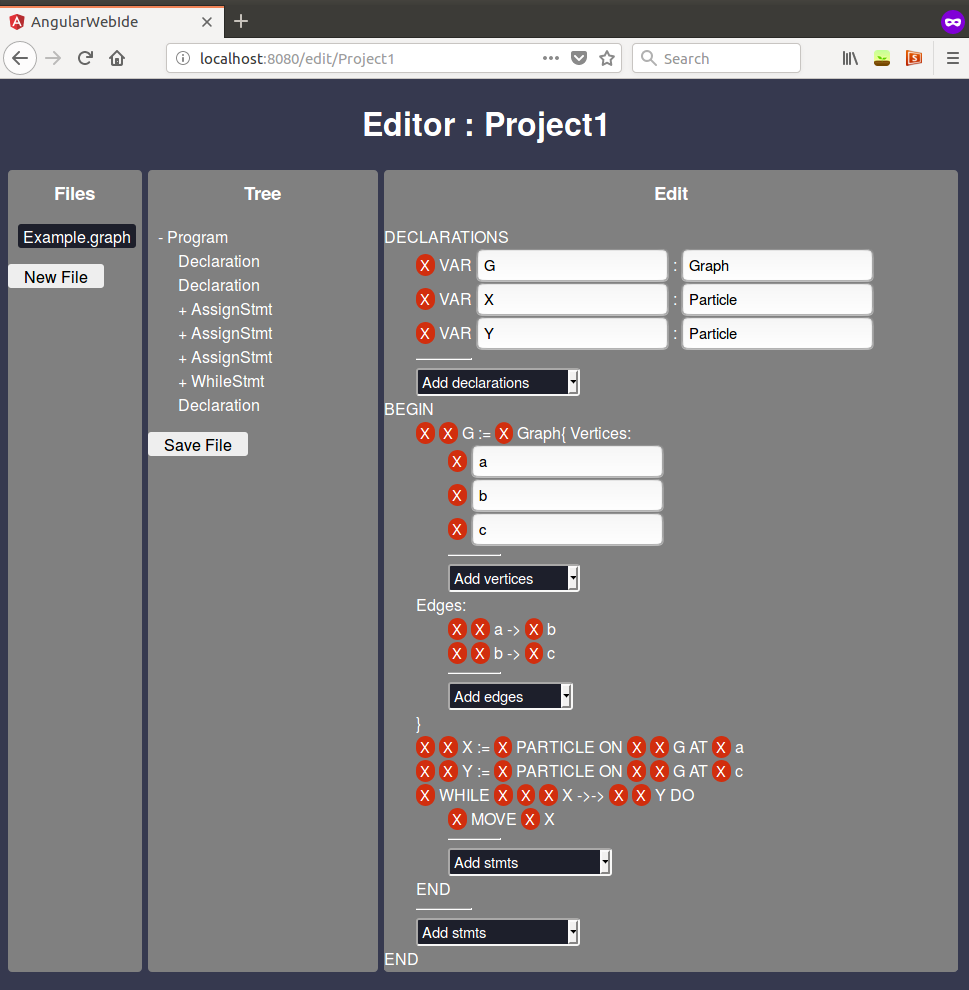 AngularWebIde
localhost:8080/edit/Project1
Search
Editor : Project1
Files
Example.graph
New File
Tree
- Program
Declaration
Declaration
+ AssignStmt
+ AssignStmt
+ AssignStmt
+ WhileStmt
Declaration
Save File
Edit
DECLARATIONS
X VAR G : Graph
X VAR X : Particle
X VAR Y : Particle
Add declarations
BEGIN
X X G := X Graph{ Vertices:
X a
X b
X c
Add vertices
Edges:
X X a -> X b
X X b -> X c
Add edges
}
X X X := X PARTICLE ON X X G AT X a
X X Y := X PARTICLE ON X X G AT X c
X WHILE X X X X ->-> X X Y DO
X MOVE X X
Add stmts
END
Add stmts
END